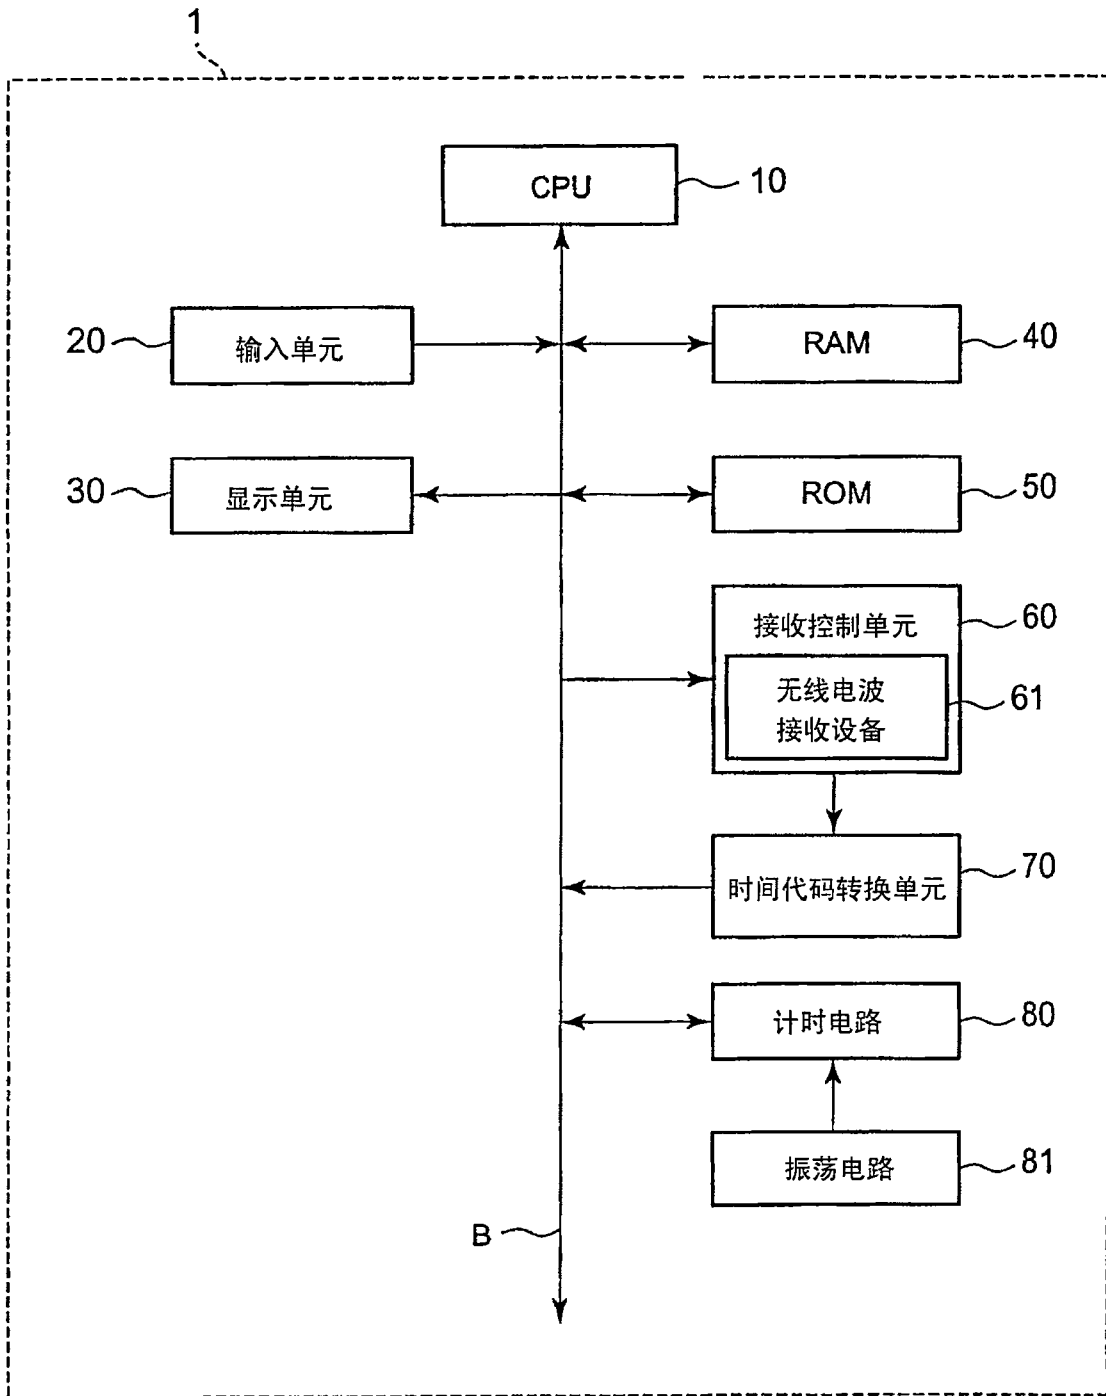 1
CPU
10
20
输入单元
RAM
40
30
显示单元
ROM
50
接收控制单元
60
无线电波
接收设备
61
时间代码转换单元
70
计时电路
80
振荡电路
81
B